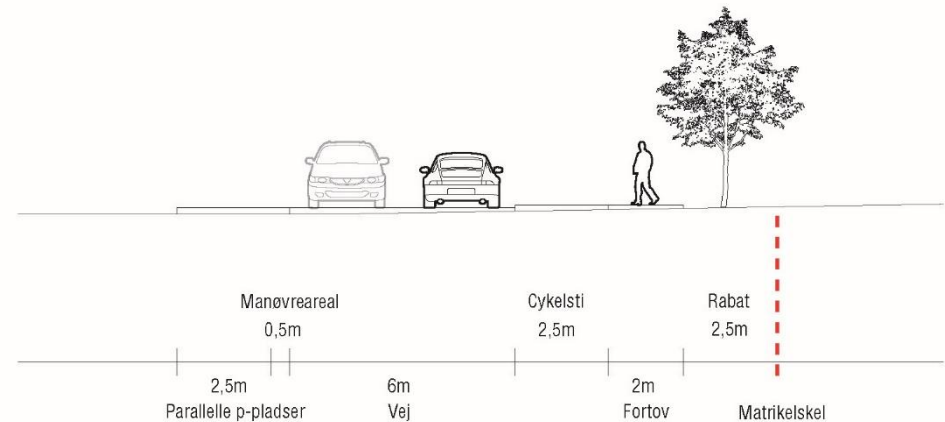 Manøvreareal
0,5m
Cykelsti
2,5m
Rabat
2,5m
2,5m
Parallelle p-pladser
6m
Vej
2m
Fortov
Matrikelskel